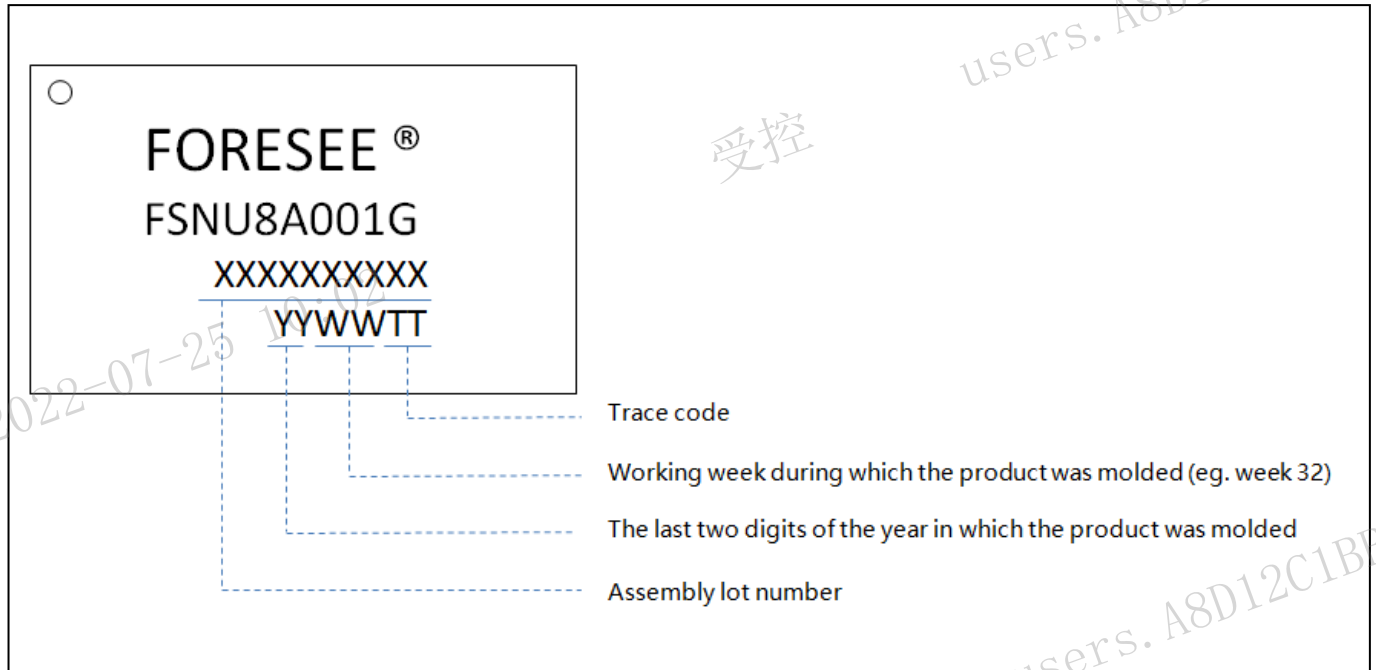 users.
受控
FORESEE ®
FSNU8A001G
XXXXXXXXXX
YYWWTT
2022-07-25 10:02
Trace code
Working week during which the product was molded (eg. week 32)
The last two digits of the year in which the product was molded
Assembly lot number
users. A8D12C1BF